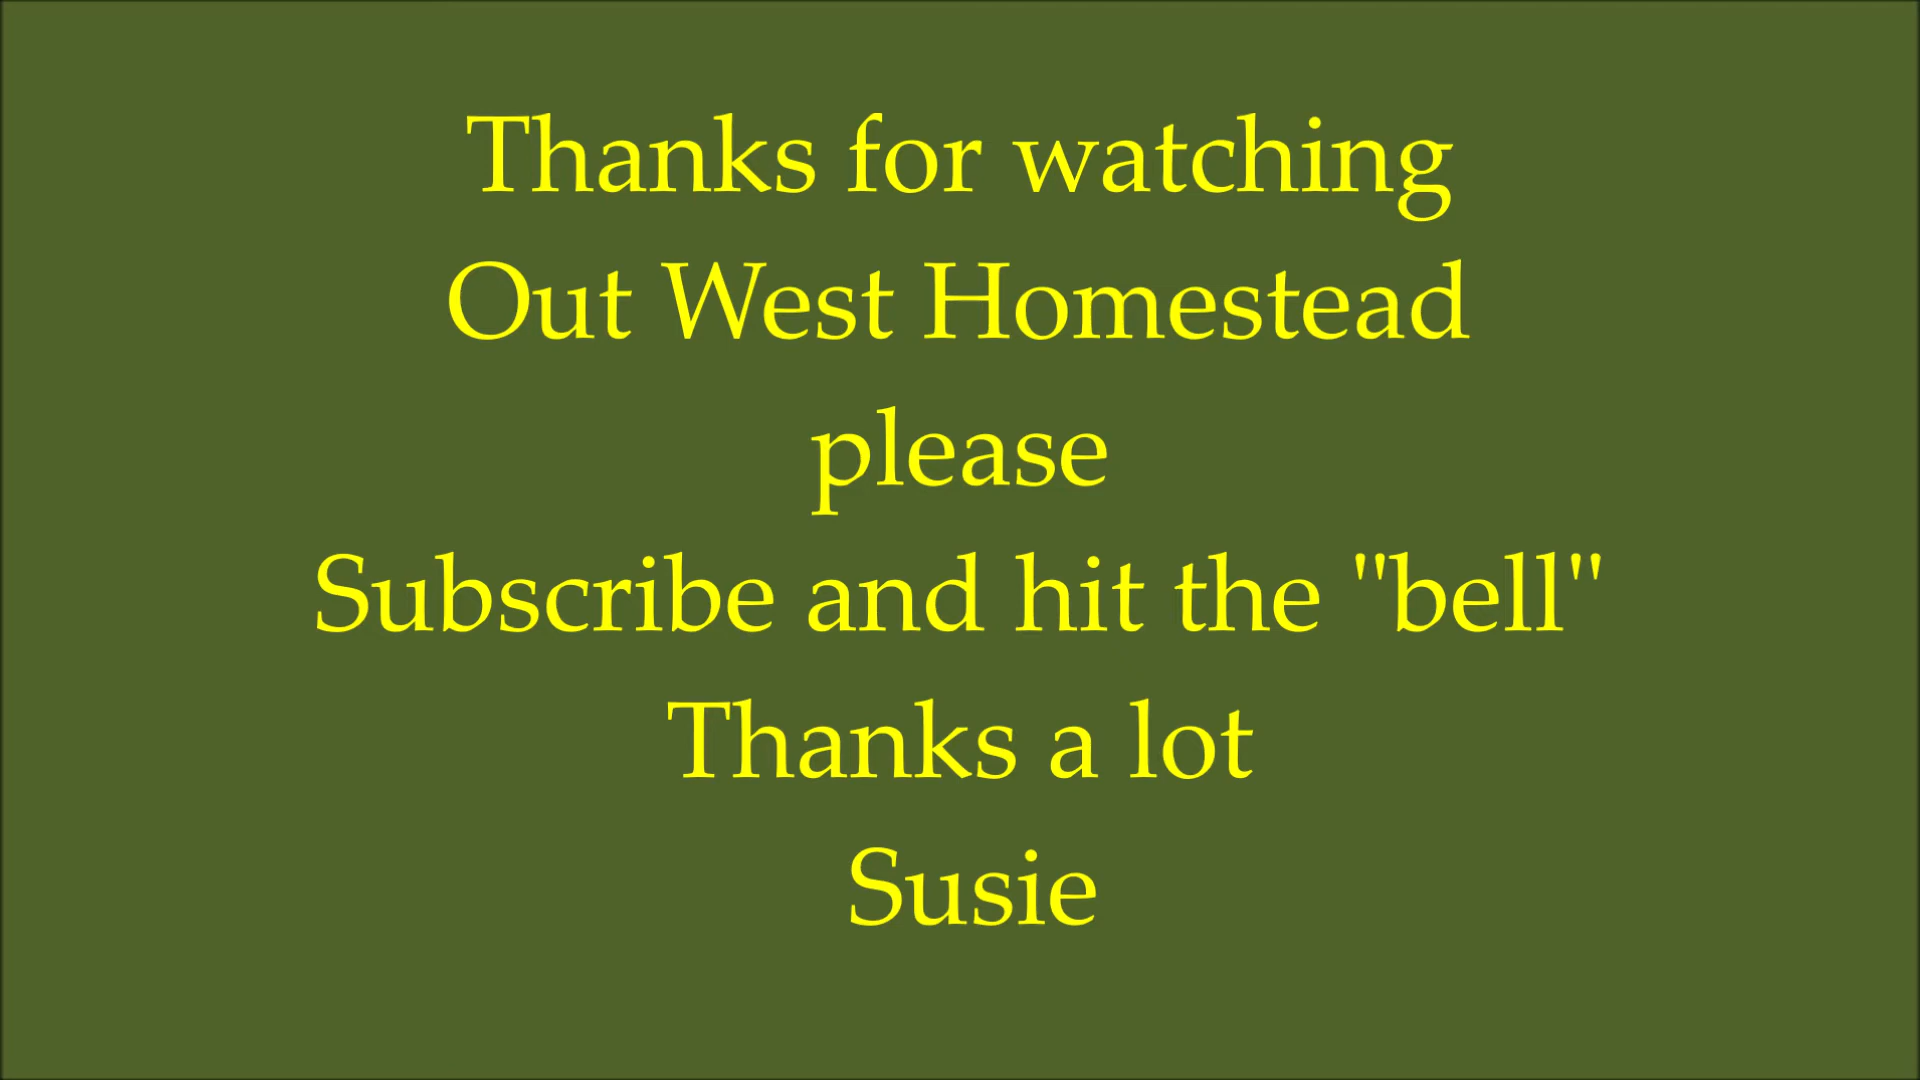 Thanks for watching
Out West Homestead
please
Subscribe and hit the "bell"
Thanks a lot
Susie